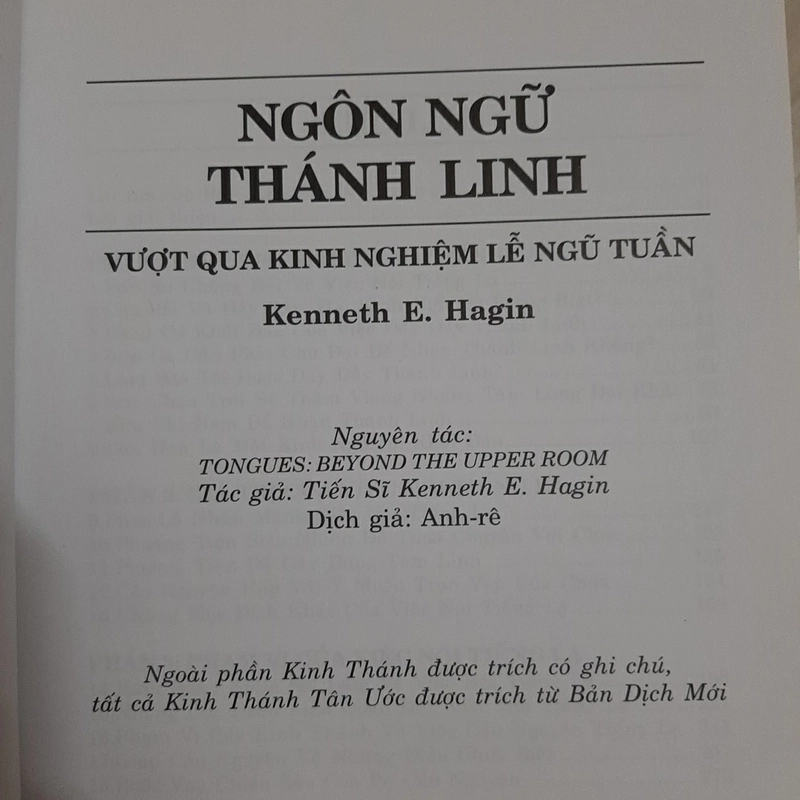 NGÔN NGỮ
THÁNH LINH
VƯỢT QUA KINH NGHIỆM LỄ NGŨ TUẦN
Kenneth E. Hagin
Nguyên tác:
TONGUES: BEYOND THE UPPER ROOM
Tác giả: Tiến Sĩ Kenneth E. Hagin
Dịch giả: Anh-rê
Ngoài phần Kinh Thánh được trích có ghi chú,
tất cả Kinh Thánh Tân Ước được trích từ Bản Dịch Mới